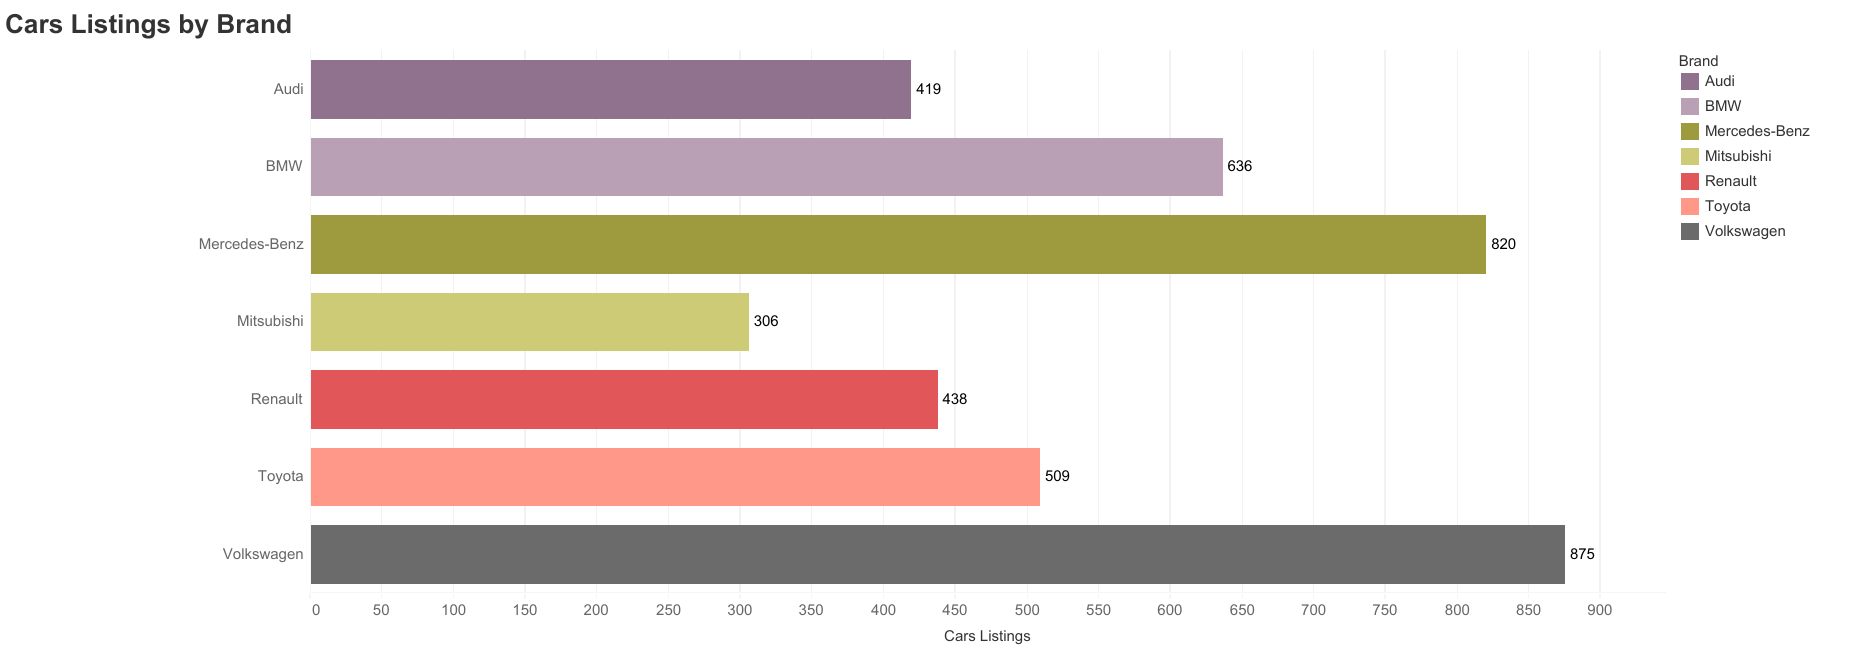 Cars Listings by Brand
Audi
419
BMW
636
Mercedes-Benz
820
Mitsubishi
306
Renault
438
Toyota
509
Volkswagen
875
0 50 100 150 200 250 300 350 400 450 500 550 600 650 700 750 800 850 900
Cars Listings
Brand
Audi
BMW
Mercedes-Benz
Mitsubishi
Renault
Toyota
Volkswagen